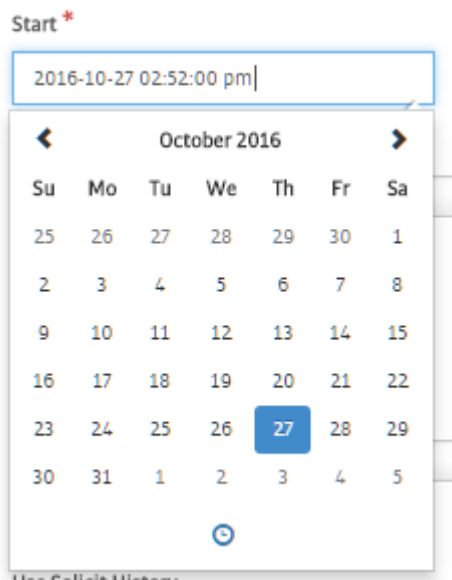 Start *
2016-10-27 02:52:00 pm
October 2016
Su Mo Tu We Th Fr Sa
25 26 27 28 29 30 1
2 3 4 5 6 7 8
9 10 11 12 13 14 15
16 17 18 19 20 21 22
23 24 25 26 27 28 29
30 31 1 2 3 4 5
Use Solicit History